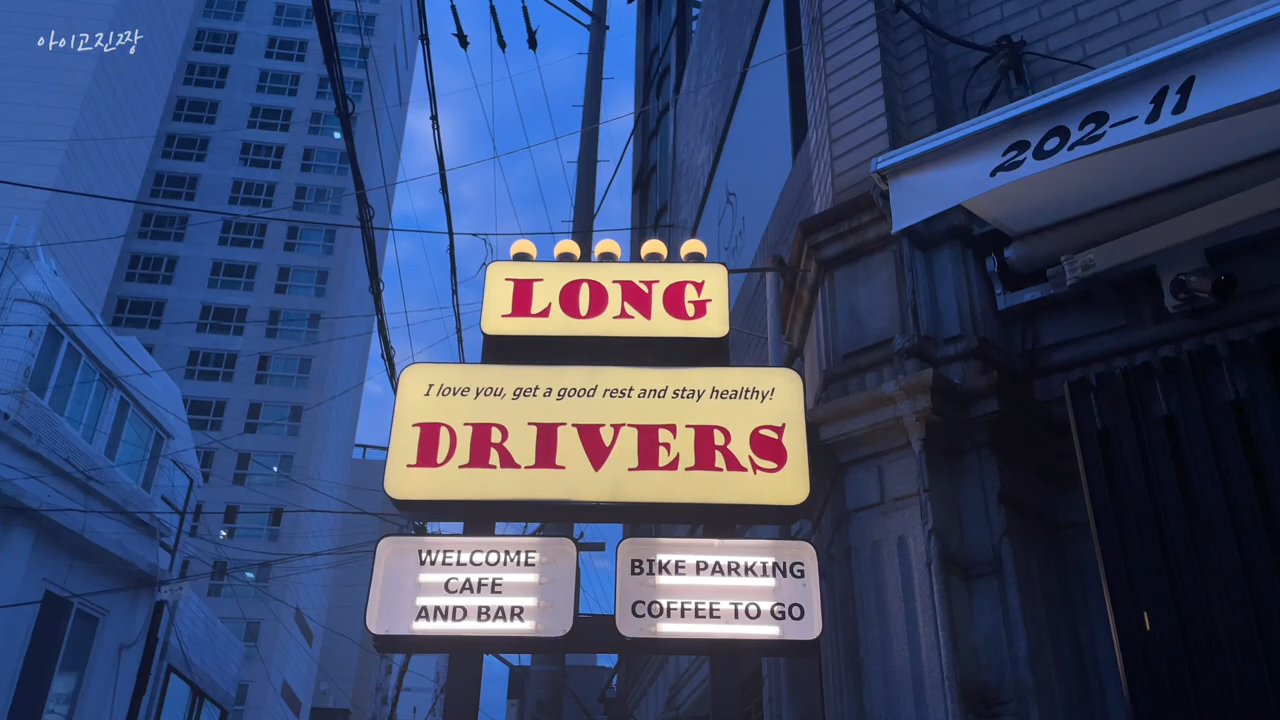 아이고진짱
202-11
LONG
I love you, get a good rest and stay healthy!
DRIVERS
WELCOME
CAFE
AND BAR
BIKE PARKING
COFFEE TO GO